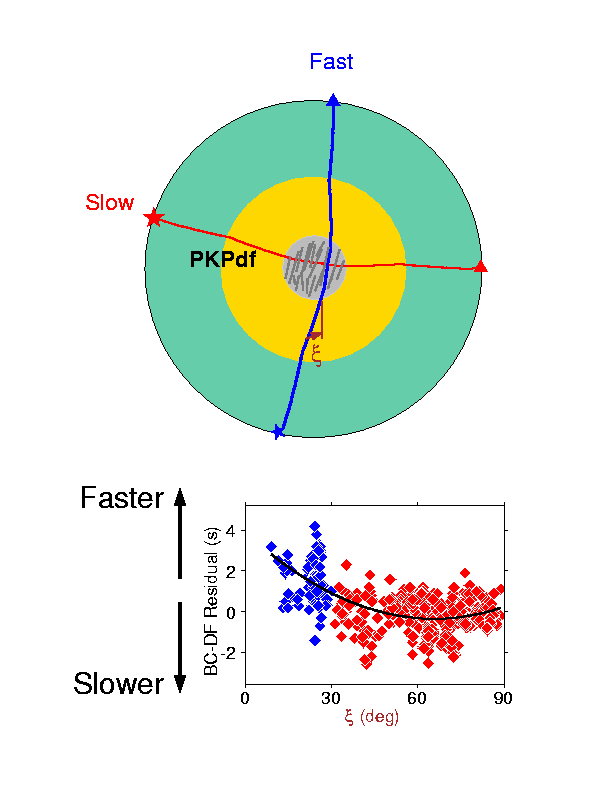 Fast
Slow
PKPdf
ξ
Faster
Slower
BC-DF Residual (s)
4
2
0
-2
0
30
60
90
ξ (deg)